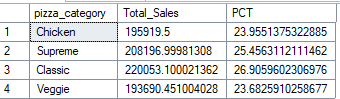 pizza_category Total_Sales PCT
1 Chicken 195919.5 23.9551375322885
2 Supreme 208196.99981308 25.4563112111462
3 Classic 220053.100021362 26.9059602306976
4 Veggie 193690.451004028 23.6825910258677